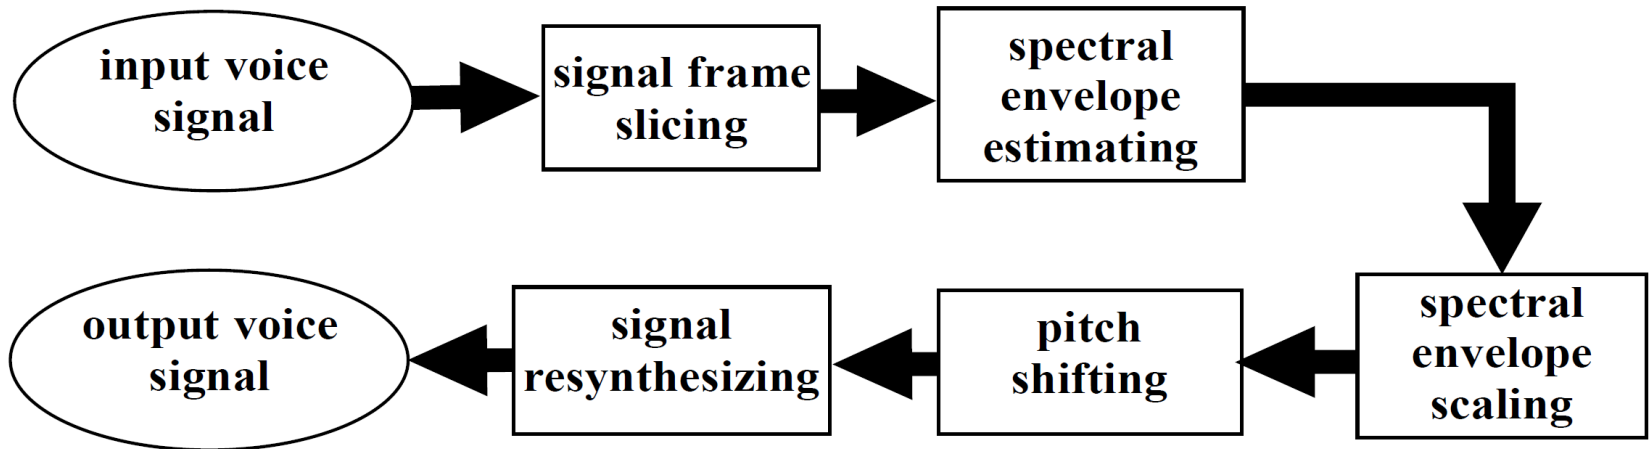 input voice
signal
signal frame
slicing
spectral
envelope
estimating
spectral
envelope
scaling
pitch
shifting
signal
resynthesizing
output voice
signal